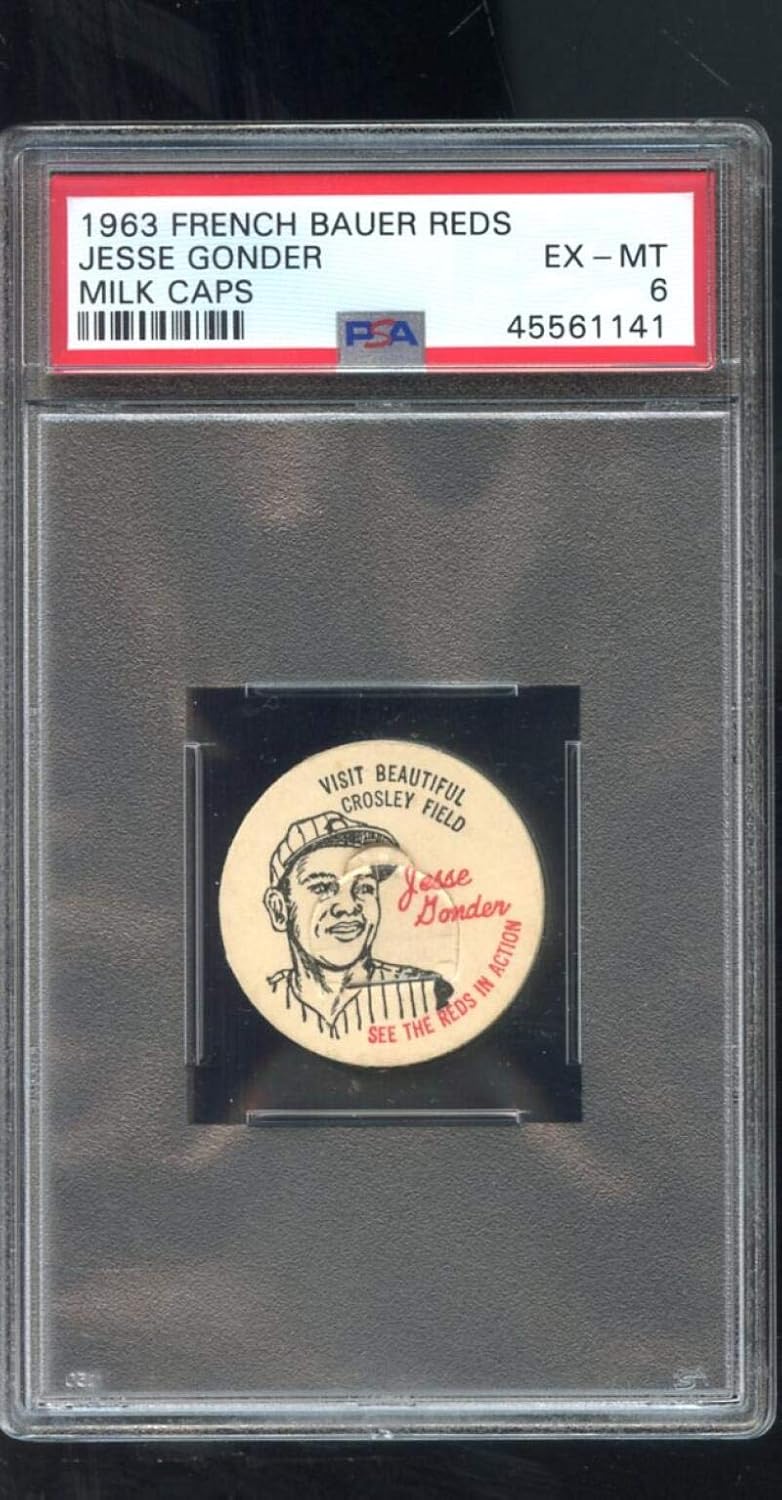 1963 FRENCH BAUER REDS
JESSE GONDER EX-MT
MILK CAPS 6
PSA 45561141
VISIT BEAUTIFUL
CROSLEY FIELD
Jesse
Gonder
SEE THE REDS IN ACTION